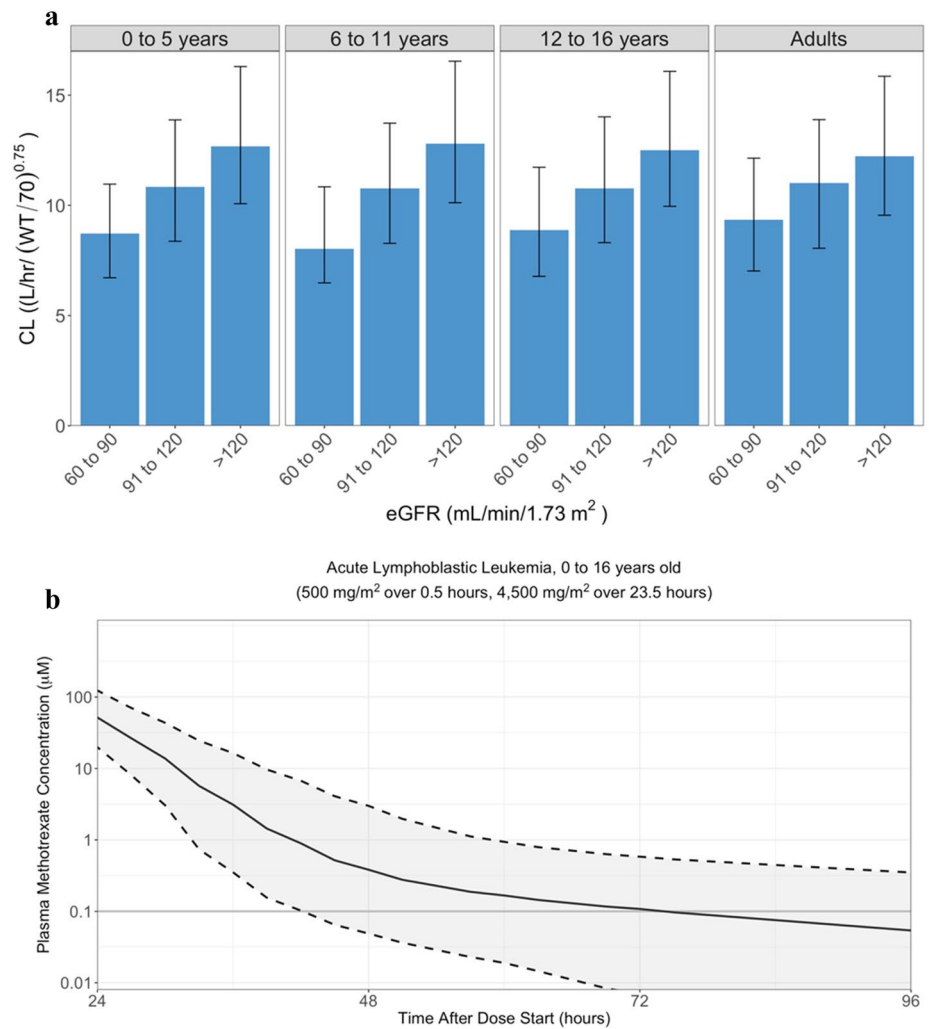 a
0 to 5 years 6 to 11 years 12 to 16 years Adults
CL ((L/hr/ (WT/70)^0.75 )
15
10
5
0
60 to 90 91 to 120 >120 60 to 90 91 to 120 >120 60 to 90 91 to 120 >120 60 to 90 91 to 120 >120
eGFR (mL/min/1.73 m² )
Acute Lymphoblastic Leukemia, 0 to 16 years old
(500 mg/m² over 0.5 hours, 4,500 mg/m² over 23.5 hours)
b
Plasma Methotrexate Concentration (μM)
100
10
1
0.1
0.01
24 48 72 96
Time After Dose Start (hours)